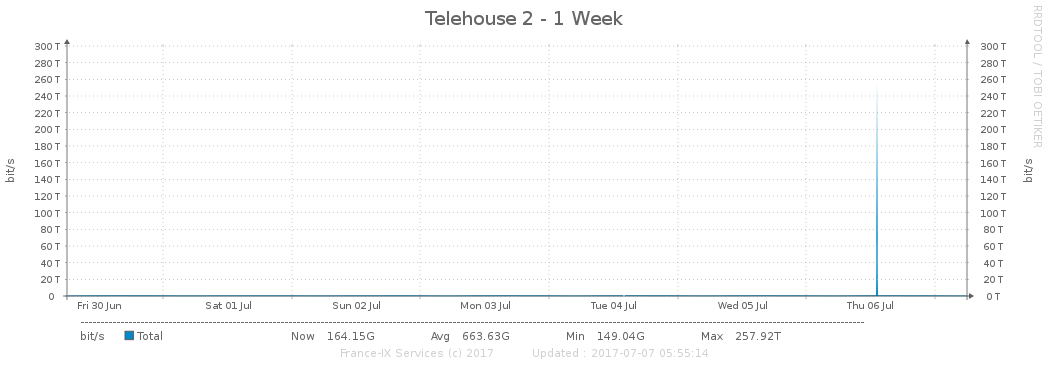 Telehouse 2 - 1 Week
RRDTOOL / TOBI OETIKER
bit/s
300 T 300 T
280 T 280 T
260 T 260 T
240 T 240 T
220 T 220 T
200 T 200 T
180 T 180 T
160 T 160 T
140 T 140 T
120 T 120 T
100 T 100 T
80 T 80 T
60 T 60 T
40 T 40 T
20 T 20 T
0 0 T
bit/s
Fri 30 Jun Sat 01 Jul Sun 02 Jul Mon 03 Jul Tue 04 Jul Wed 05 Jul Thu 06 Jul
bit/s Total Now 164.15G Avg 663.63G Min 149.04G Max 257.92T
France-IX Services (c) 2017 Updated : 2017-07-07 05:55:14